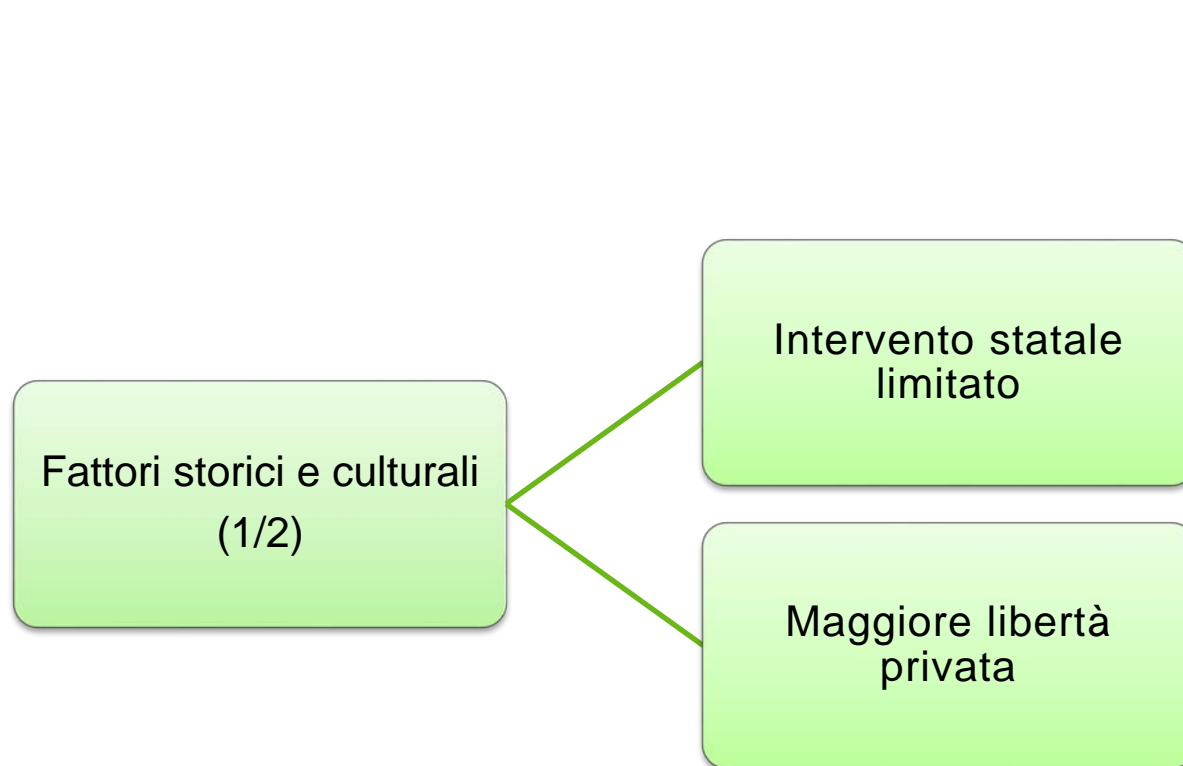 Fattori storici e culturali
(1/2)
Intervento statale
limitato
Maggiore libertà
privata